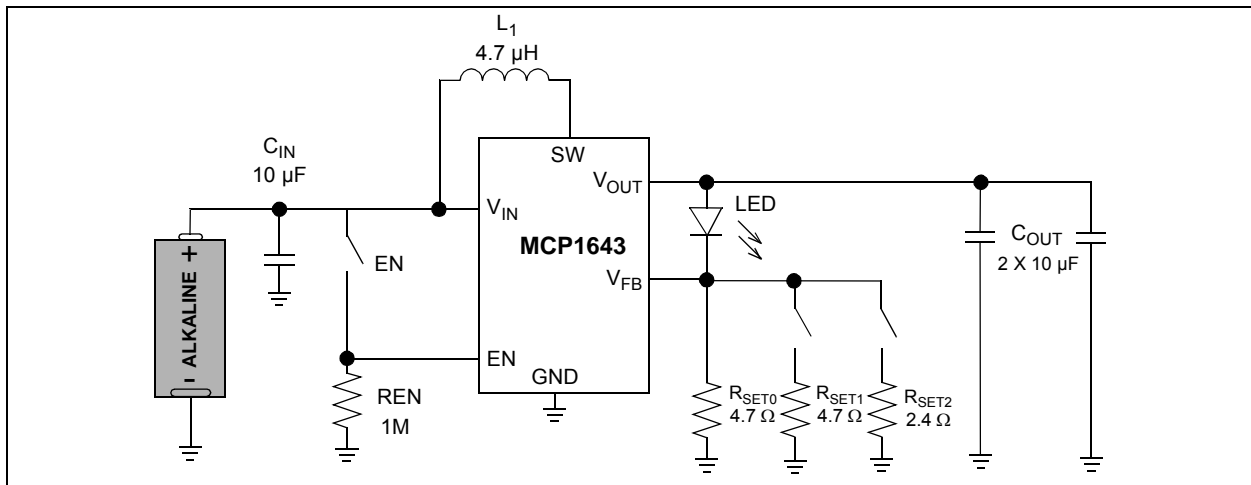 L1
4.7 µH
CIN
10 µF
SW
VOUT
VIN
LED
MCP1643
COUT
2 X 10 µF
EN
VFB
- ALKALINE +
EN
GND
REN
1M
RSET0
4.7 Ω
RSET1
4.7 Ω
RSET2
2.4 Ω